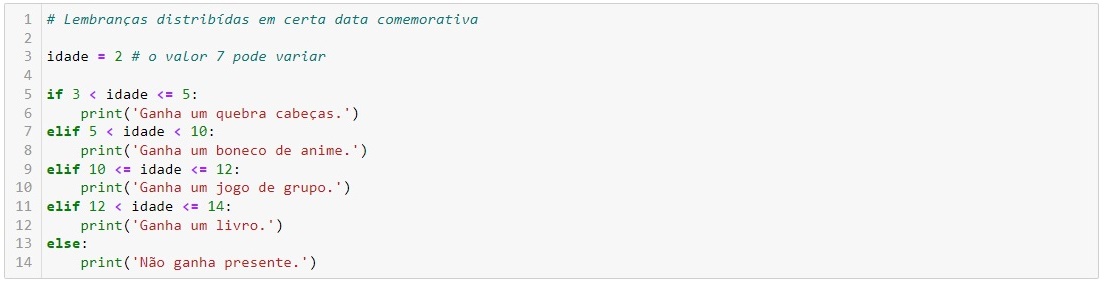 1 # Lembranças distribídas em certa data comemorativa
2
3 idade = 2 # o valor 7 pode variar
4
5 if 3 < idade <= 5:
6     print('Ganha um quebra cabeças.')
7 elif 5 < idade < 10:
8     print('Ganha um boneco de anime.')
9 elif 10 <= idade <= 12:
10     print('Ganha um jogo de grupo.')
11 elif 12 < idade <= 14:
12     print('Ganha um livro.')
13 else:
14     print('Não ganha presente.')